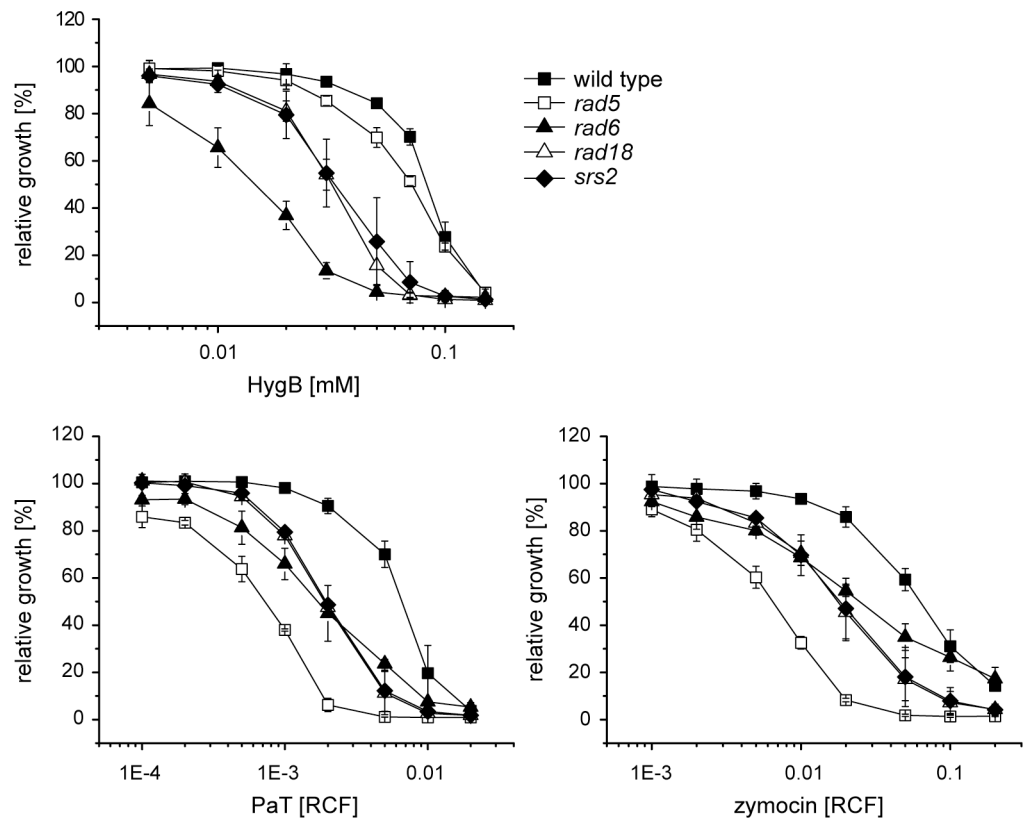 120
100
80
60
40
20
0
relative growth [%]
0.01
0.1
HygB [mM]
wild type
rad5
rad6
rad18
srs2
120
100
80
60
40
20
0
relative growth [%]
1E-4
1E-3
0.01
PaT [RCF]
120
100
80
60
40
20
0
relative growth [%]
1E-3
0.01
0.1
zymocin [RCF]